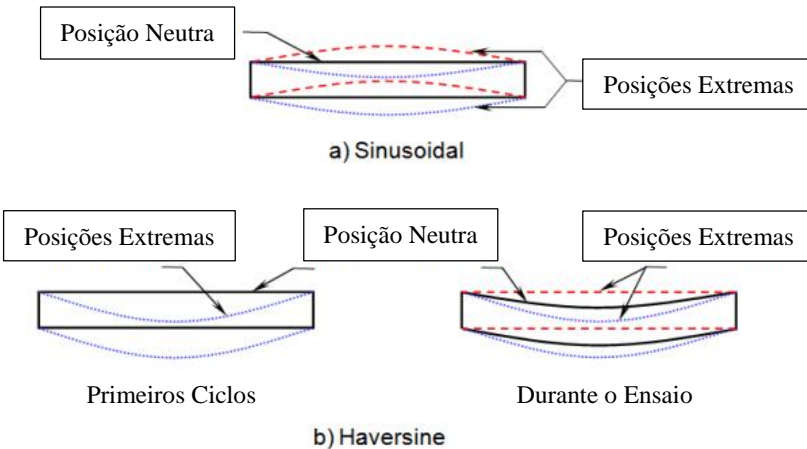 Posição Neutra
Posições Extremas
a) Sinusoidal
Posições Extremas
Posição Neutra
Posições Extremas
Primeiros Ciclos
Durante o Ensaio
b) Haversine